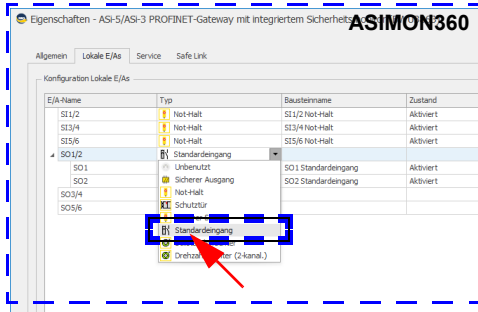 Eigenschaften - ASi-5/ASi-3 PROFINET-Gateway mit integriertem Sicherheits
ASIMON360
Allgemein Lokale E/As Service Safe Link
Konfiguration Lokale E/As
E/A-Name Typ Bausteinname Zustand
SI1/2 Not-Halt SI1/2 Not-Halt Aktiviert
SI3/4 Not-Halt SI3/4 Not-Halt Aktiviert
SI5/6 Not-Halt SI5/6 Not-Halt Aktiviert
SO1/2 Standardeingang
SO1 Unbenutzt SO1 Standardeingang Aktiviert
SO2 Sicherer Ausgang SO2 Standardeingang Aktiviert
SO3/4 Not-Halt
SO5/6 Schutztür
Standardeingang
(2-kanal.)